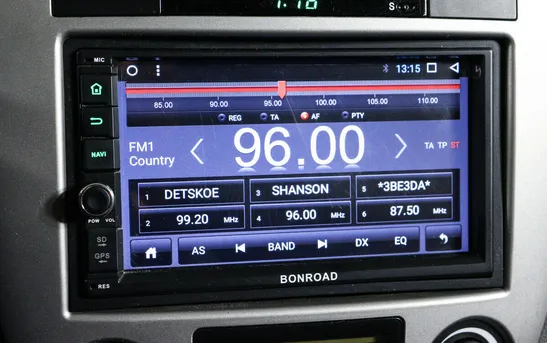 1:10
S
MIC
13:15
85.00 90.00 95.00 100.00 105.00 110.00
REG TA AF PTY
FM1
Country
96.00
TA TP ST
NAVI
1 DETSKOE 3 SHANSON 5 *3BE3DA*
2 99.20 MHz 4 96.00 MHz 6 87.50 MHz
POW VOL
SD
GPS
AS BAND DX EQ
RES
BONROAD